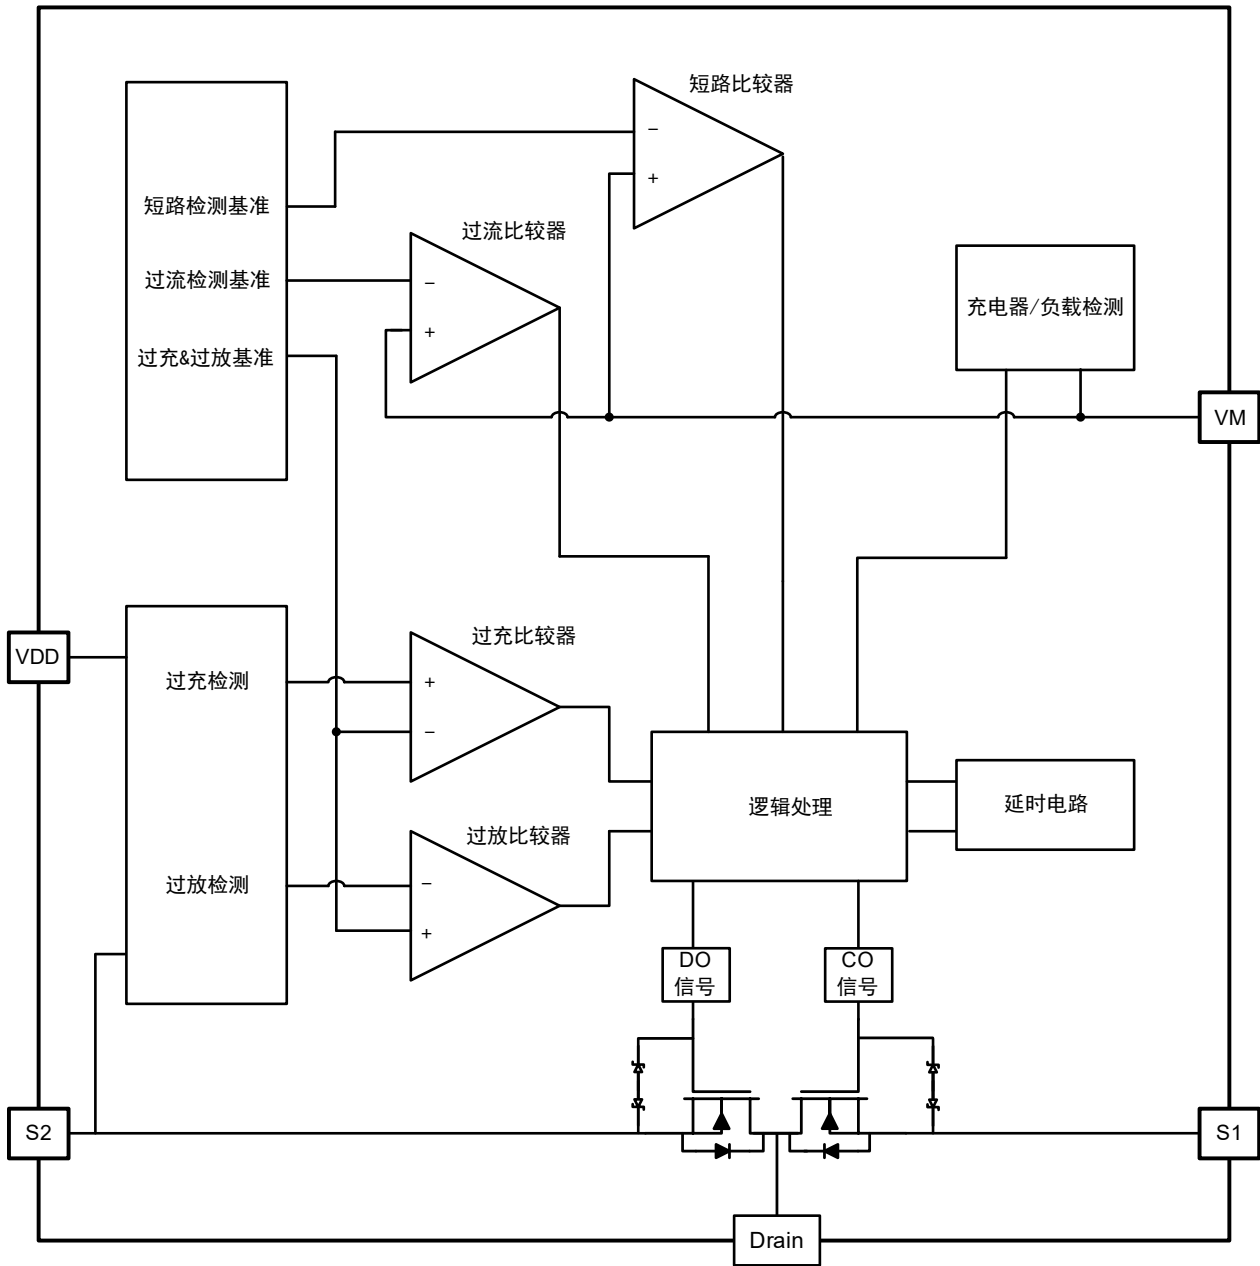 短路比较器
－
+
短路检测基准
过流比较器
过流检测基准
－
+
过充&过放基准
充电器/负载检测
VM
VDD
过充比较器
过充检测
+
－
逻辑处理
延时电路
过放比较器
过放检测
－
+
DO
信号
CO
信号
S2
S1
Drain